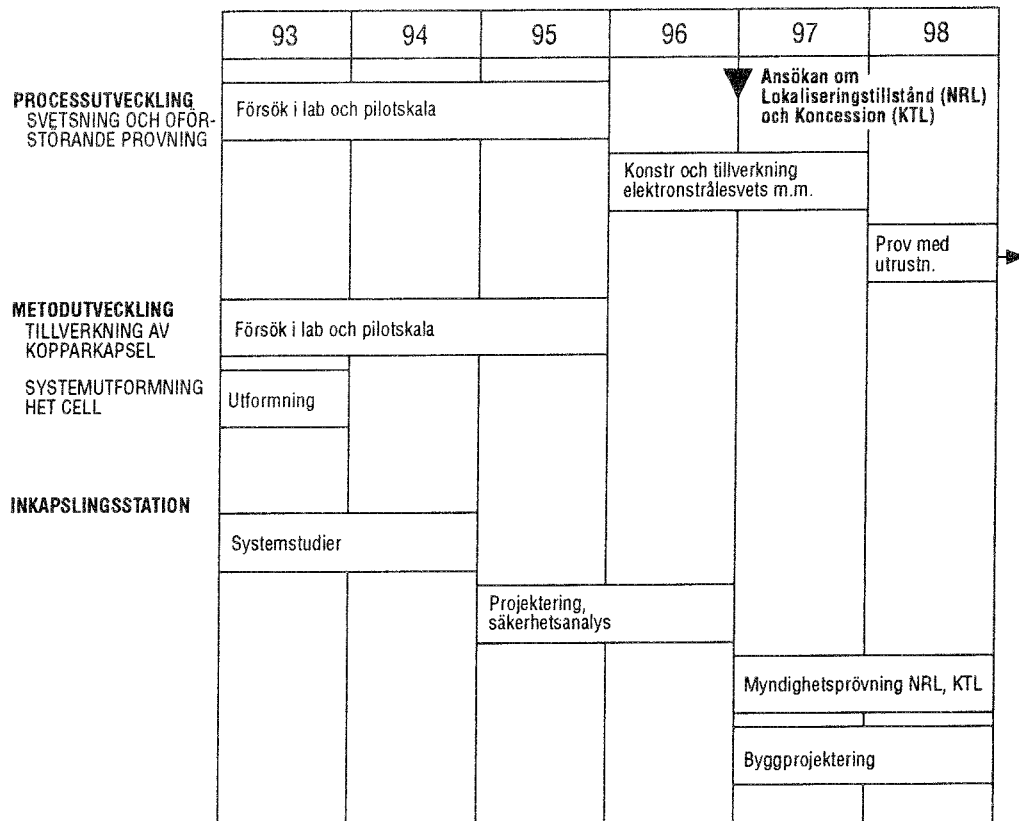 93 94 95 96 97 98
Ansökan om
Lokaliseringstillstånd (NRL)
och Koncession (KTL)
PROCESSUTVECKLING
SVETSNING OCH OFÖR-
STÖRANDE PROVNING
Försök i lab och pilotskala
Konstr och tillverkning
elektronstrålesvets m.m.
Prov med
utrustn.
METODUTVECKLING
TILLVERKNING AV
KOPPARKAPSEL
Försök i lab och pilotskala
SYSTEMUTFORMNING
HET CELL
Utformning
INKAPSLINGSSTATION
Systemstudier
Projektering,
säkerhetsanalys
Myndighetsprövning NRL, KTL
Byggprojektering